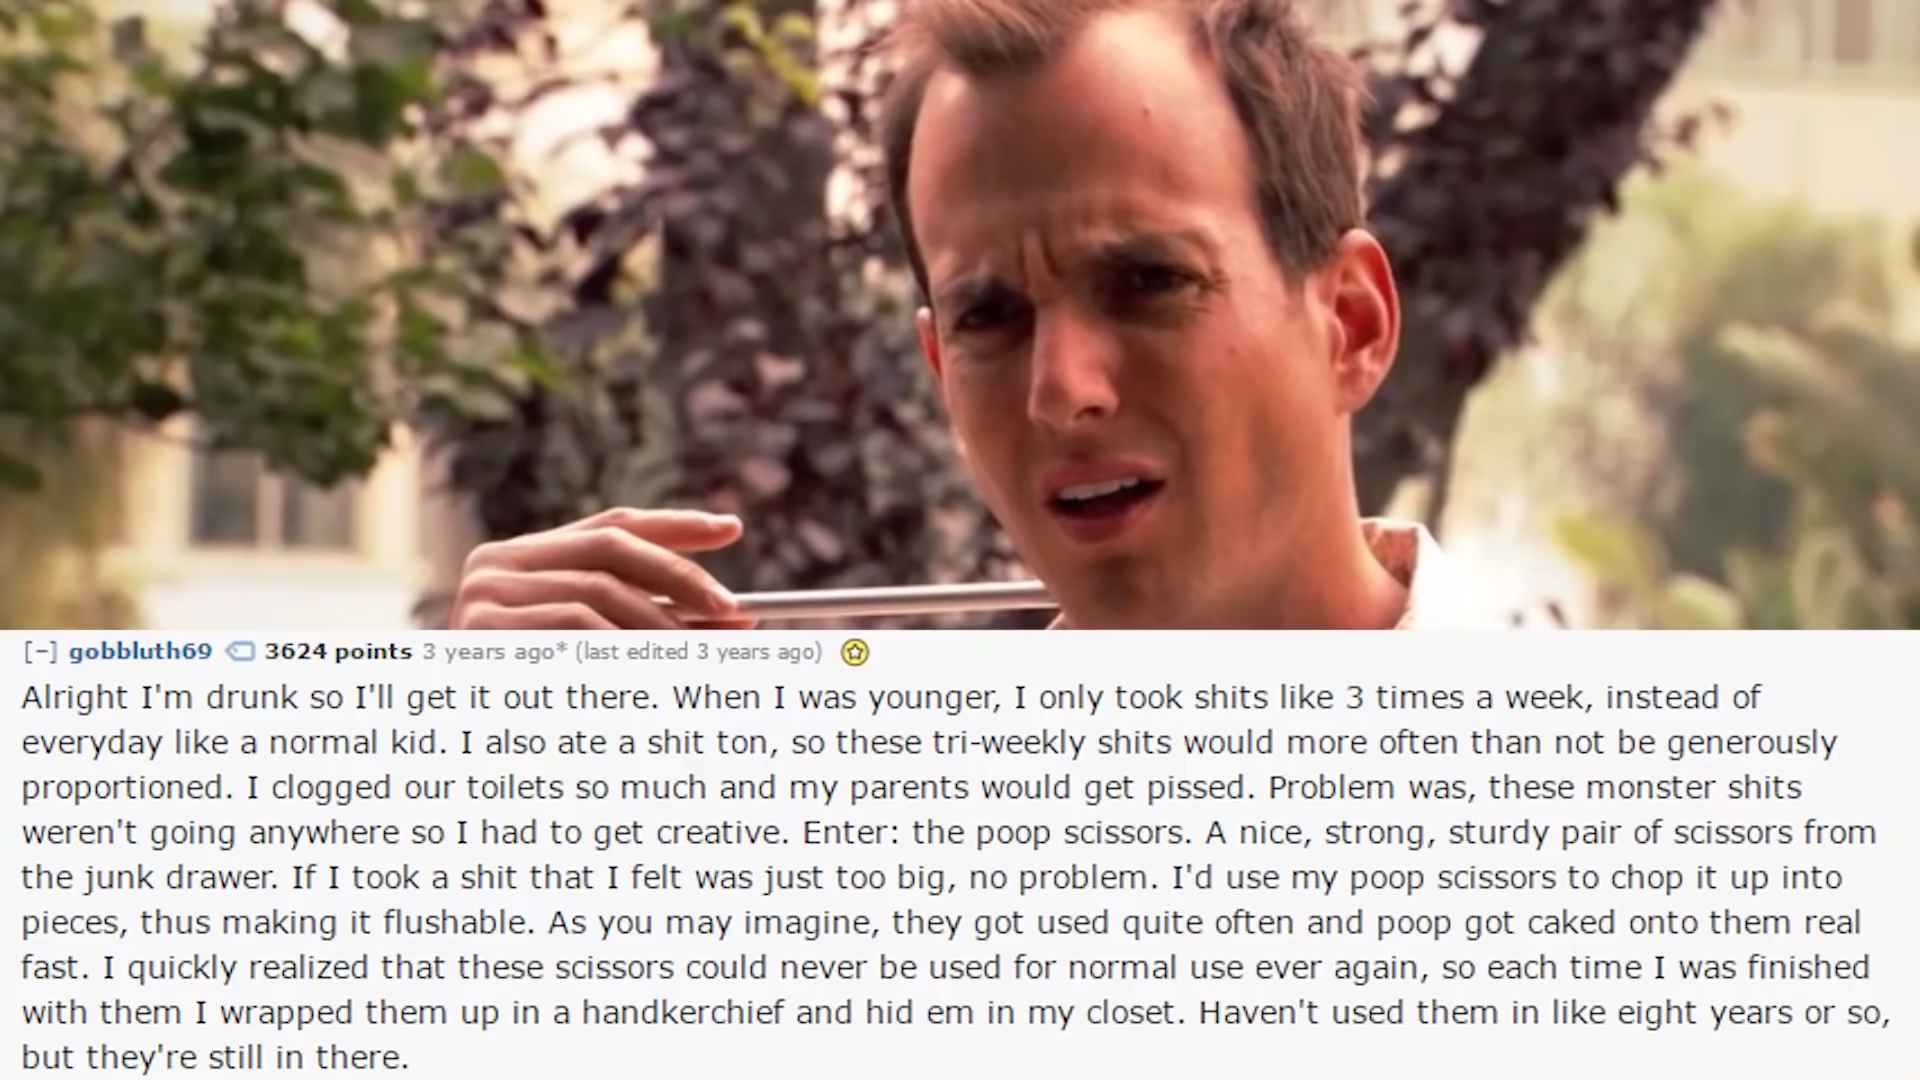 [-] gobbluth69 3624 points 3 years ago* (last edited 3 years ago)
Alright I'm drunk so I'll get it out there. When I was younger, I only took shits like 3 times a week, instead of
everyday like a normal kid. I also ate a shit ton, so these tri-weekly shits would more often than not be generously
proportioned. I clogged our toilets so much and my parents would get pissed. Problem was, these monster shits
weren't going anywhere so I had to get creative. Enter: the poop scissors. A nice, strong, sturdy pair of scissors from
the junk drawer. If I took a shit that I felt was just too big, no problem. I'd use my poop scissors to chop it up into
pieces, thus making it flushable. As you may imagine, they got used quite often and poop got caked onto them real
fast. I quickly realized that these scissors could never be used for normal use ever again, so each time I was finished
with them I wrapped them up in a handkerchief and hid em in my closet. Haven't used them in like eight years or so,
but they're still in there.